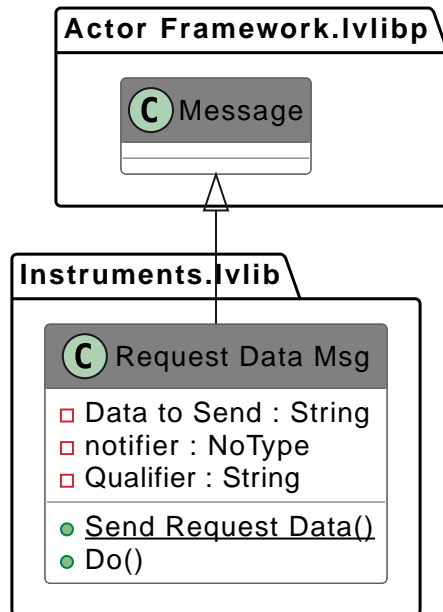 Actor Framework.lvlibp
C Message
Instruments.lvlib
C Request Data Msg
Data to Send : String
notifier : NoType
Qualifier : String
Send Request Data()
Do()